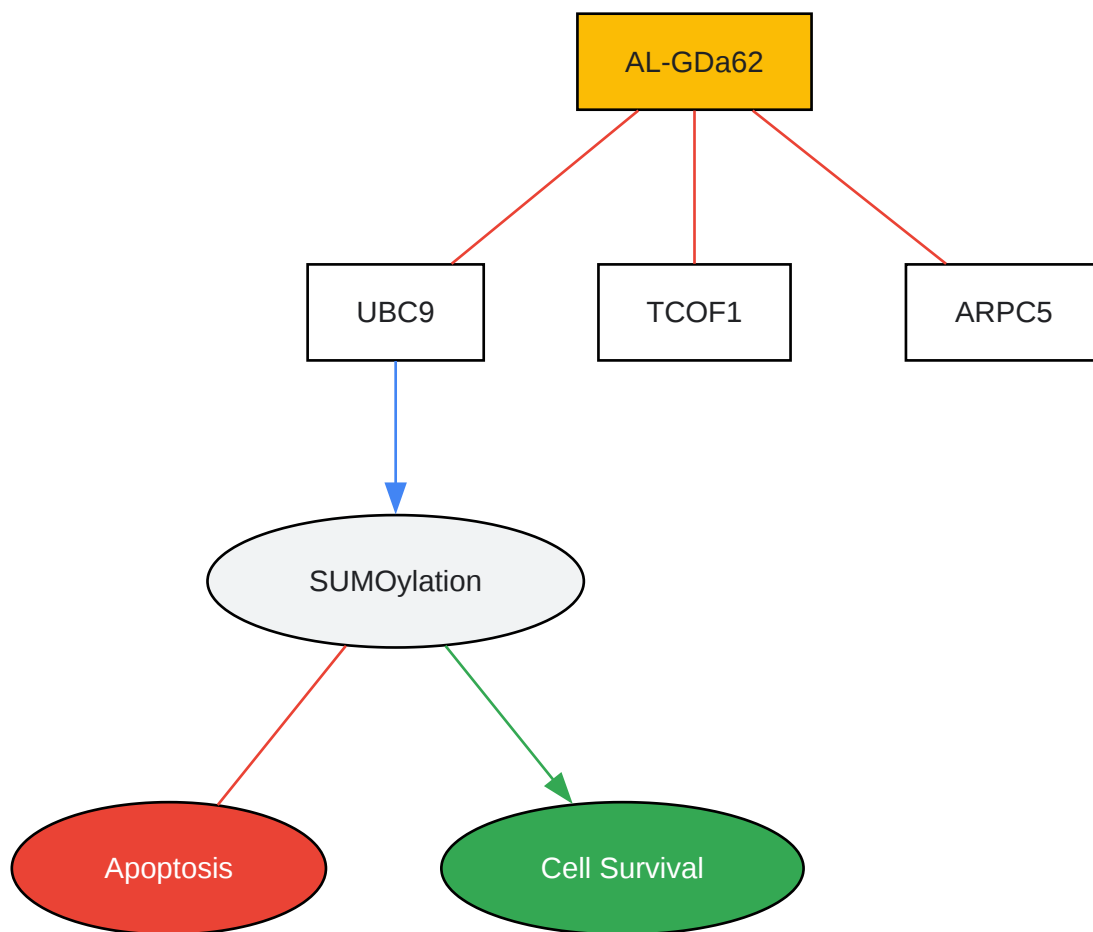 AL-GDa62
UBC9
TCOF1
ARPC5
SUMOylation
Apoptosis
Cell Survival